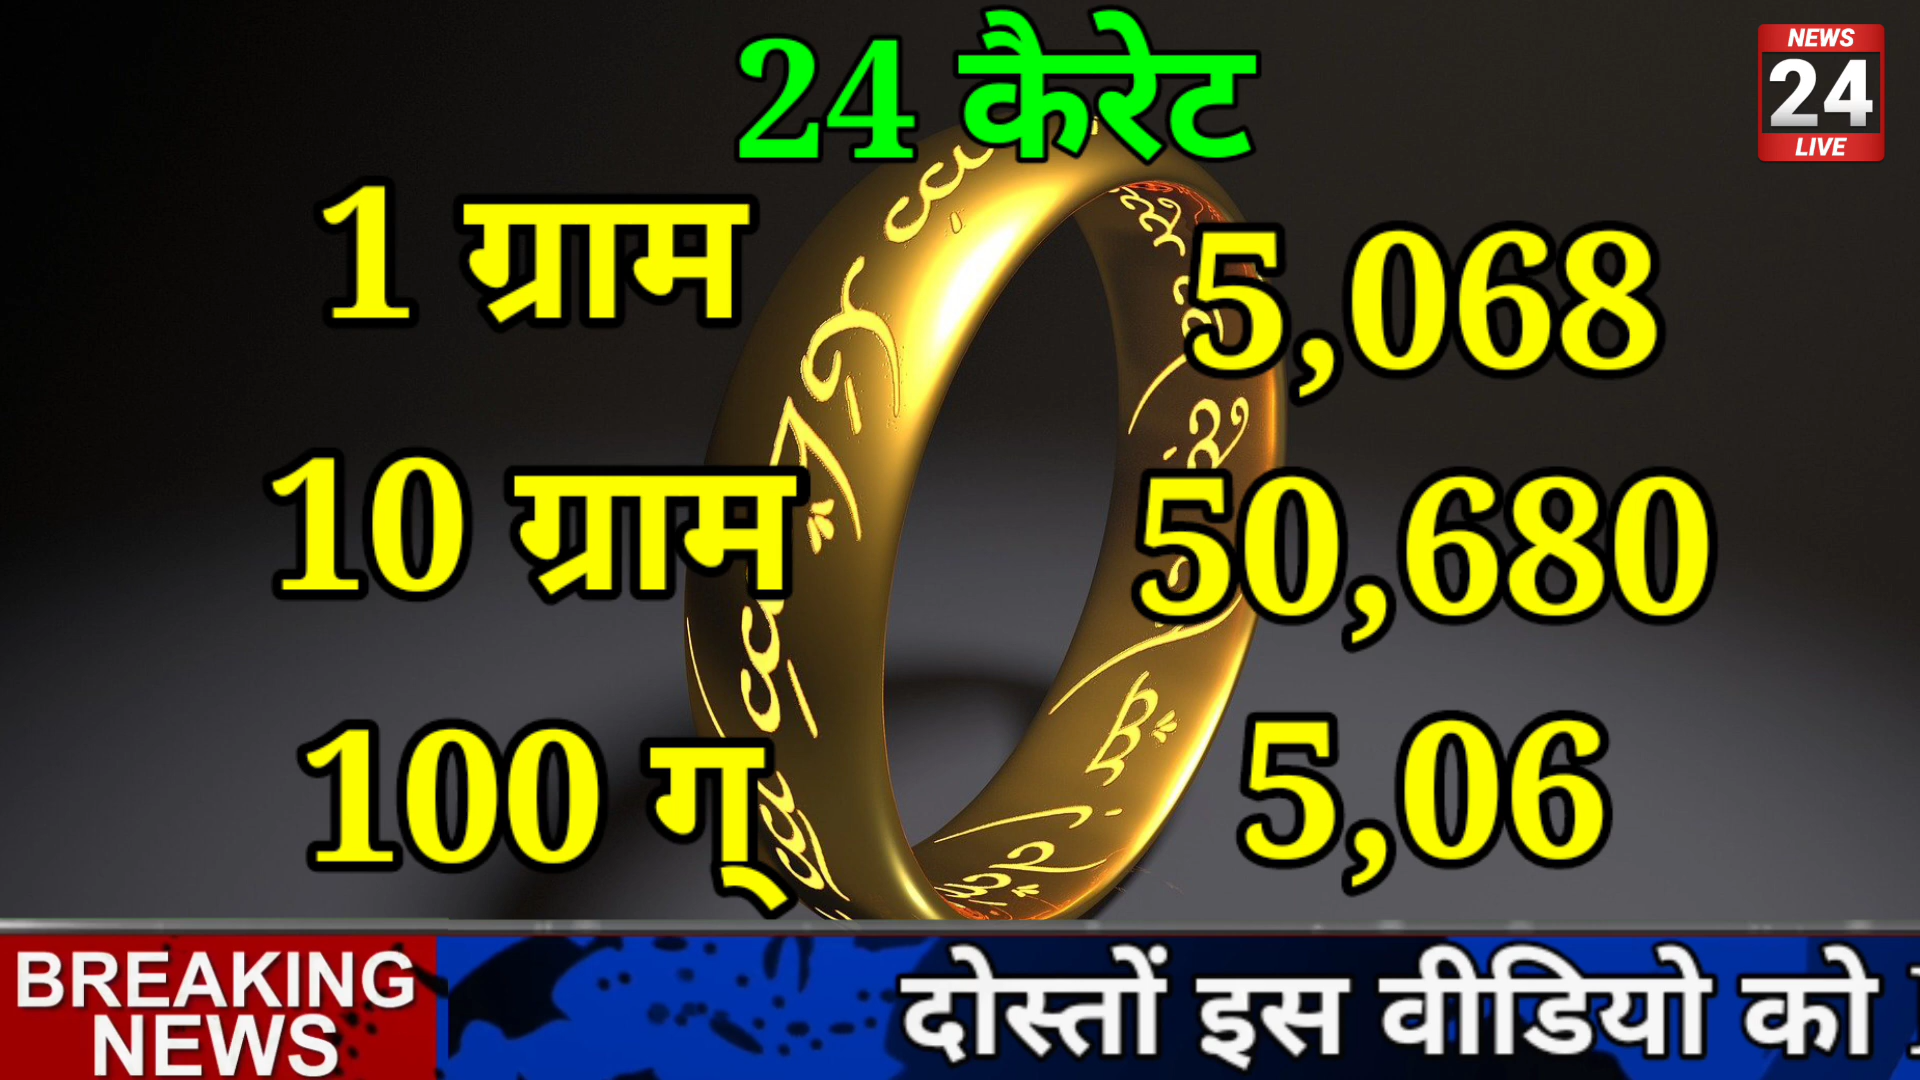 24 कैरेट
NEWS
24
LIVE
1 ग्राम 5,068
10 ग्राम 50,680
100 ग् 5,06
BREAKING
NEWS
दोस्तों इस वीडियो को